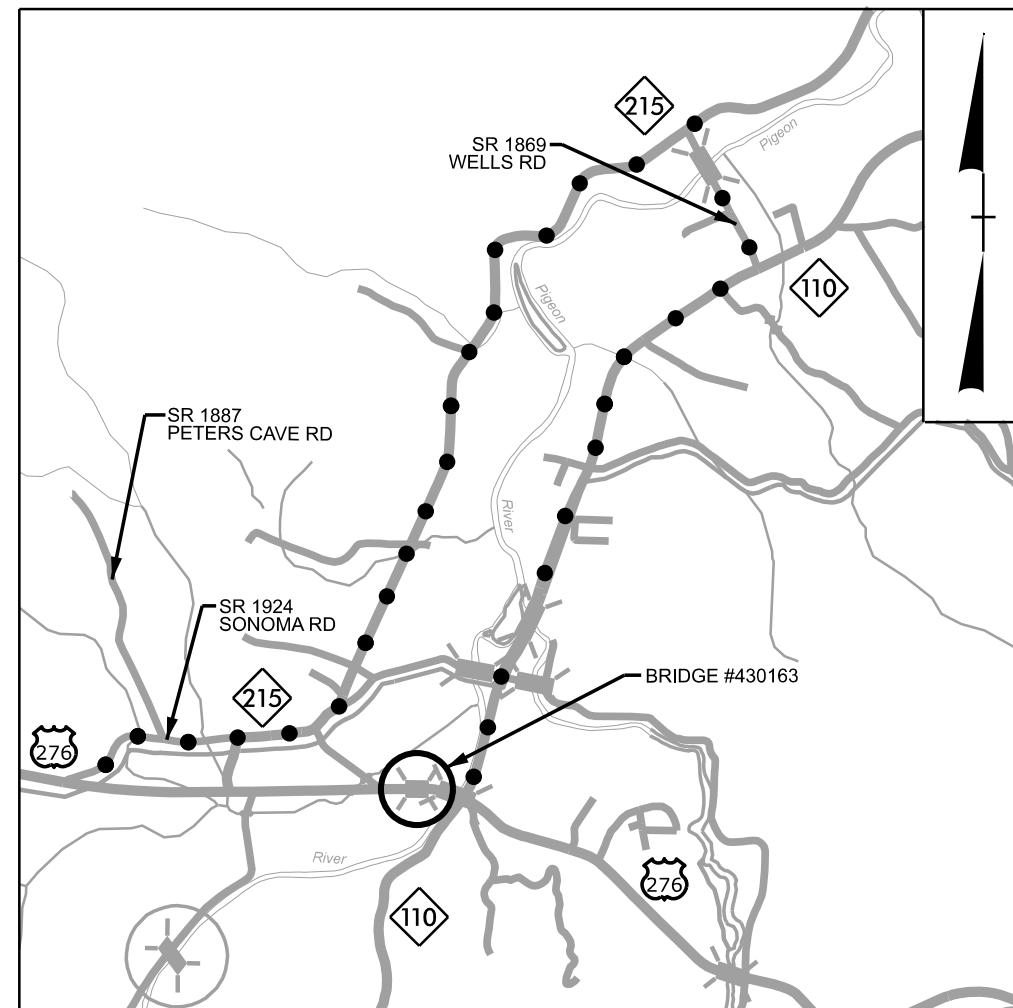 215
SR 1869
WELLS RD
Pigeon
110
Pigeon
SR 1887
PETERS CAVE RD
River
SR 1924
SONOMA RD
BRIDGE #430163
215
276
River
276
110